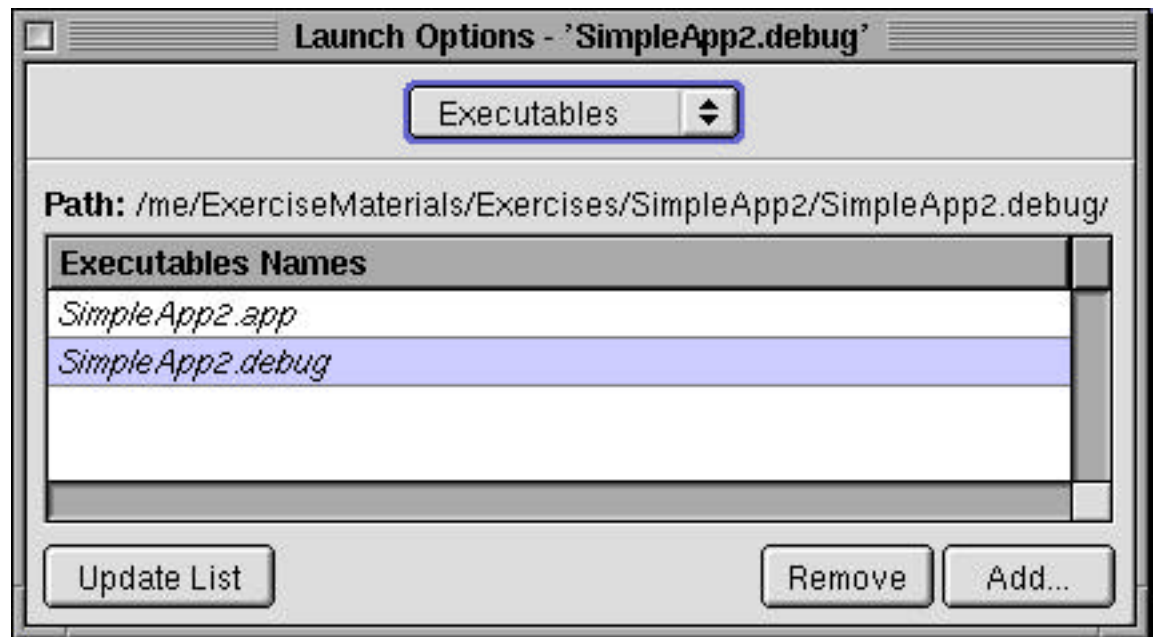 Launch Options - 'SimpleApp2.debug'
Executables
Path: /me/ExerciseMaterials/Exercises/SimpleApp2/SimpleApp2.debug/
Executables Names
SimpleApp2.app
SimpleApp2.debug
Update List Remove Add...